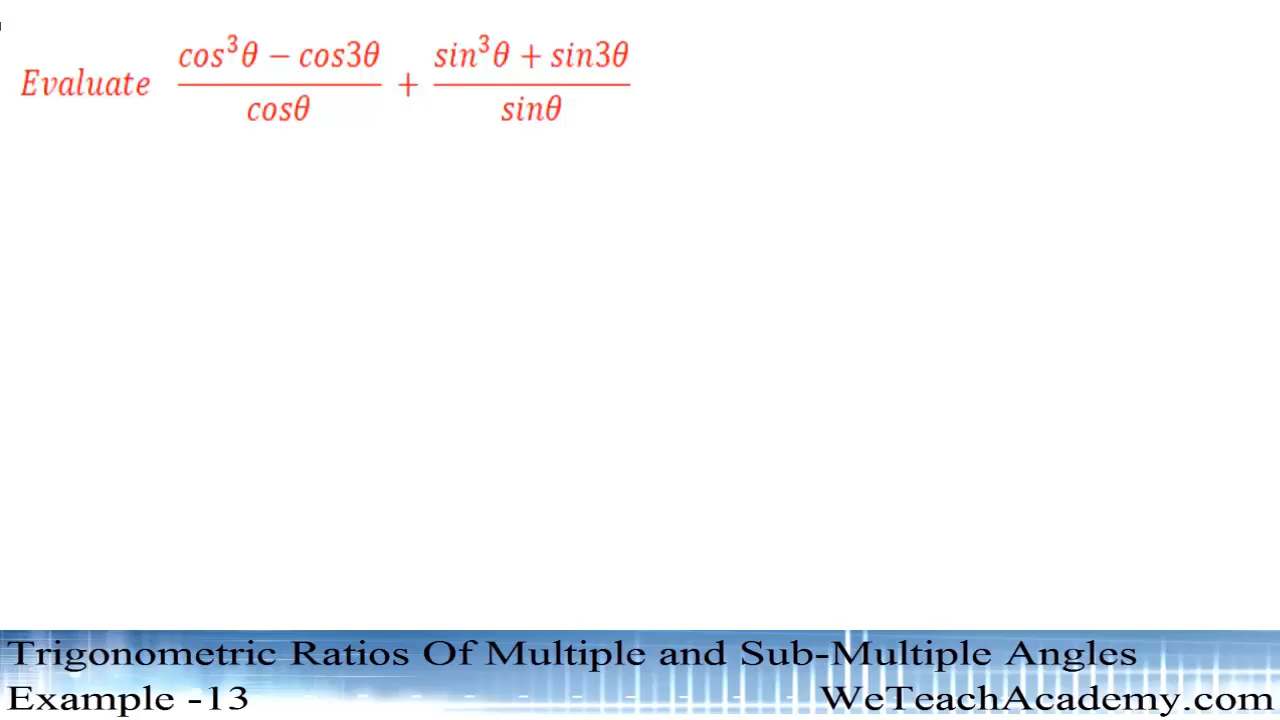 Evaluate (cos³θ − cos3θ)/cosθ + (sin³θ + sin3θ)/sinθ
Trigonometric Ratios Of Multiple and Sub-Multiple Angles
Example -13
WeTeachAcademy.com